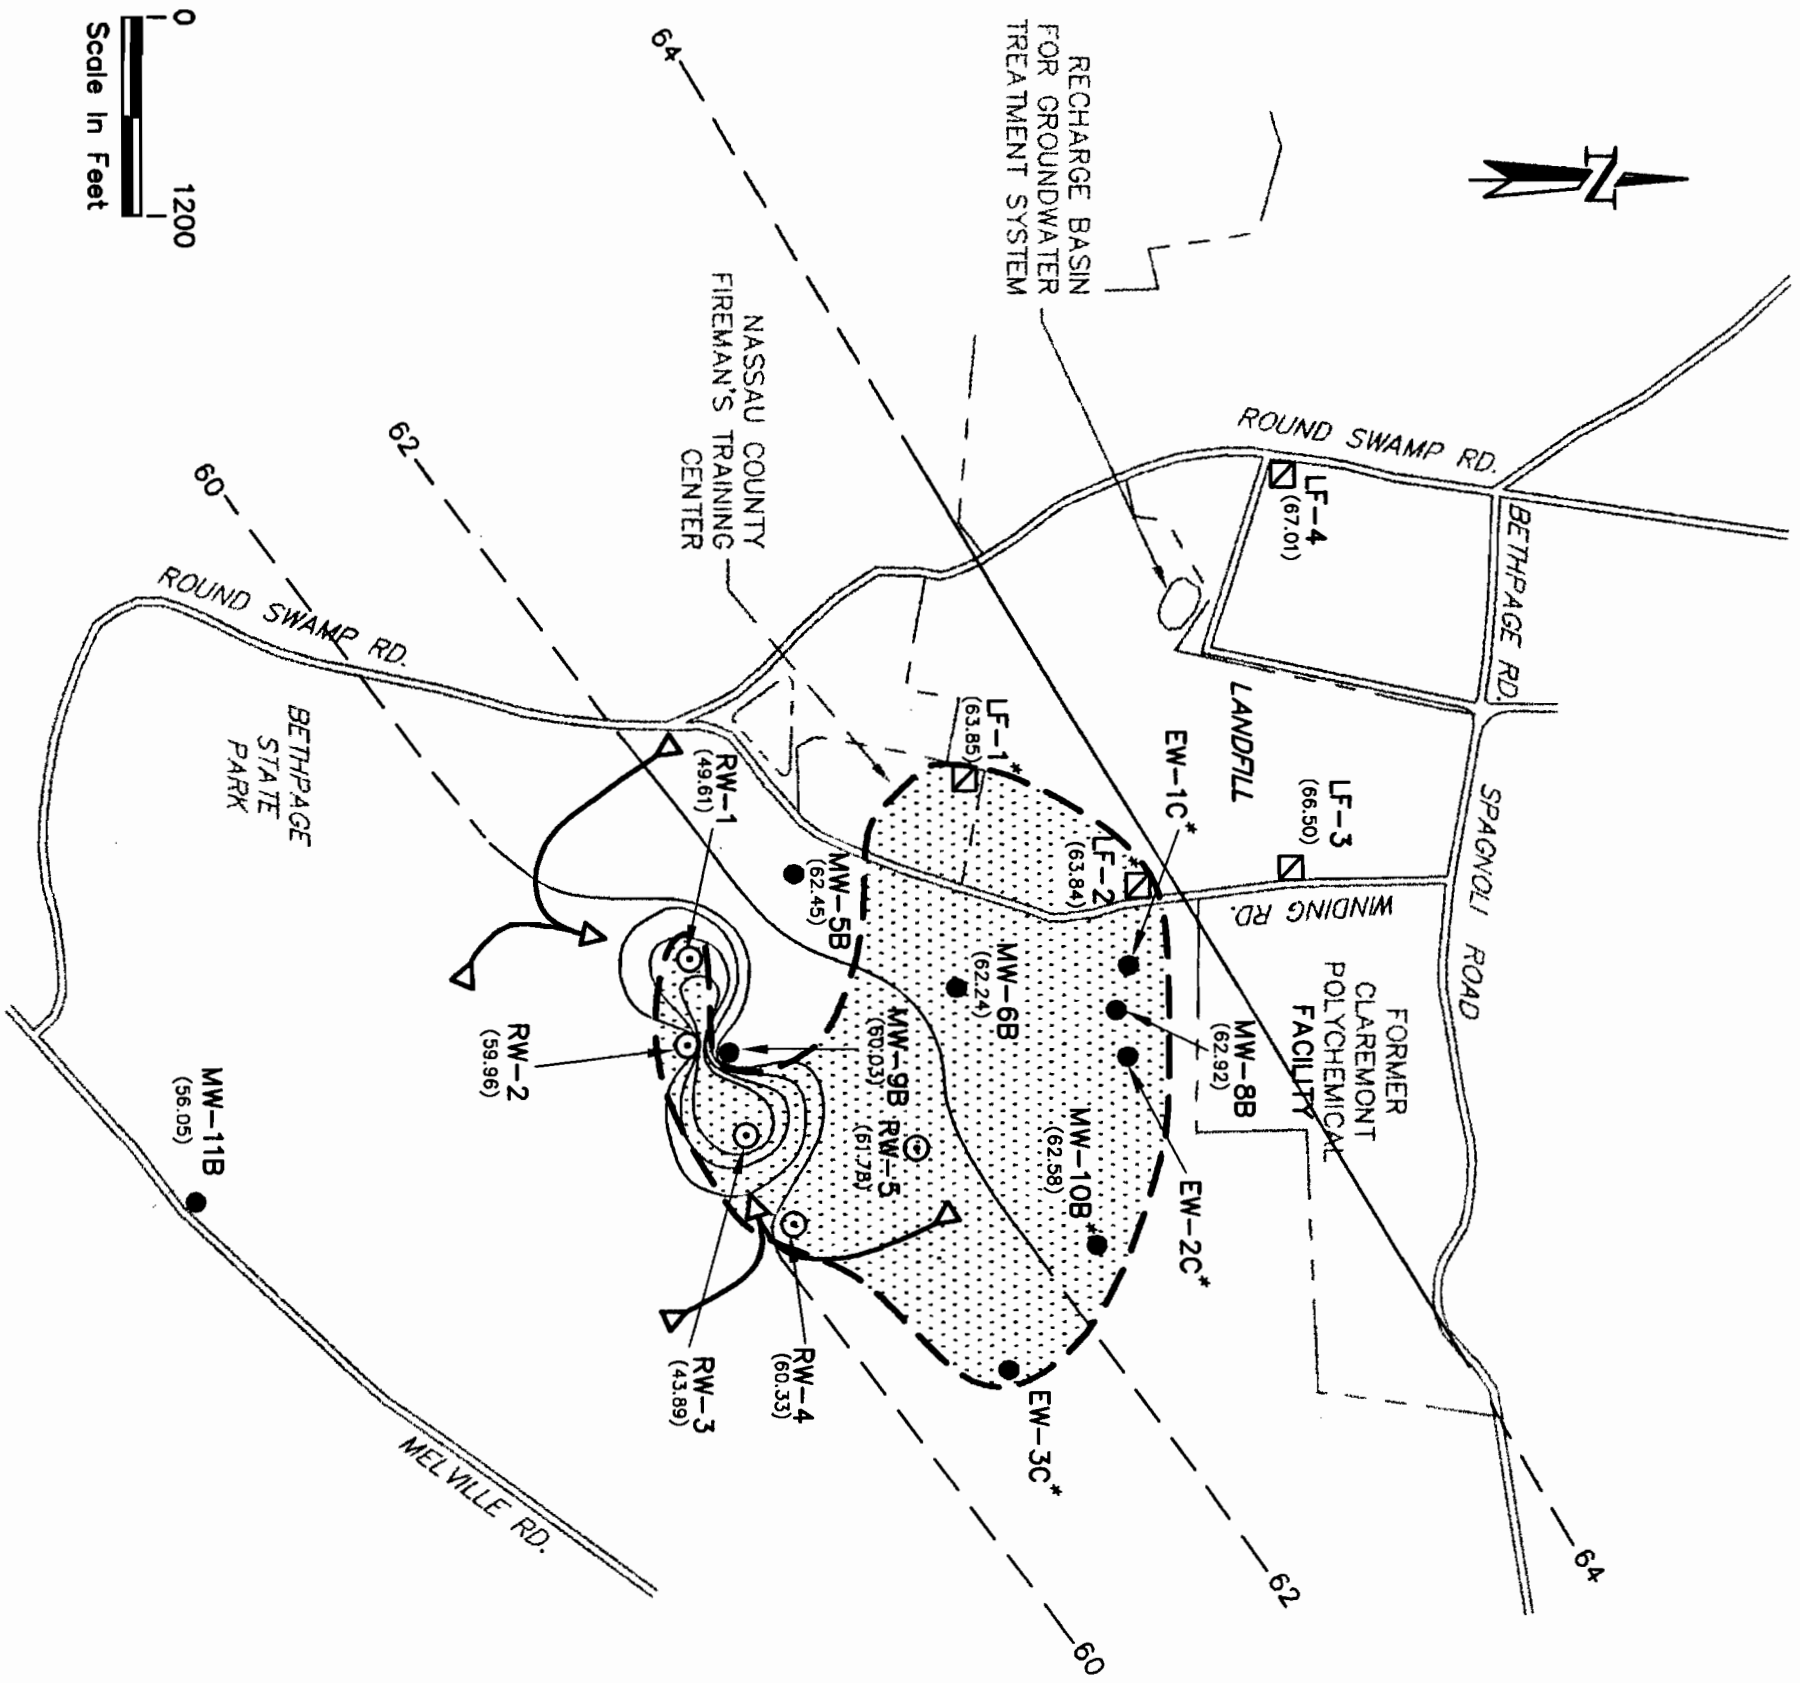 0
1200
Scale In Feet
N
RECHARGE BASIN
FOR GROUNDWATER
TREATMENT SYSTEM
64
ROUND SWAMP RD.
BETHPAGE RD.
LF-4
(67.01)
NASSAU COUNTY
FIREMAN'S TRAINING
CENTER
62
60
ROUND SWAMP RD.
LANDFILL
LF-1*
(63.85)
EW-1C*
LF-3
(66.50)
SPAGNOLI ROAD
BETHPAGE
STATE
PARK
RW-1
(49.61)
MW-5B
(62.45)
LF-2*
(63.84)
WINDING RD.
MW-6B
(62.24)
FORMER
CLAREMONT
POLYCHEMICAL
FACILITY
MW-8B
(62.92)
MW-9B
(60.03)
RW-2
(59.96)
RW-5
(61.78)
MW-10B*
(62.58)
EW-2C*
MW-11B
(56.05)
RW-4
(60.33)
RW-3
(43.89)
EW-3C*
MELVILLE RD.
64
62
60